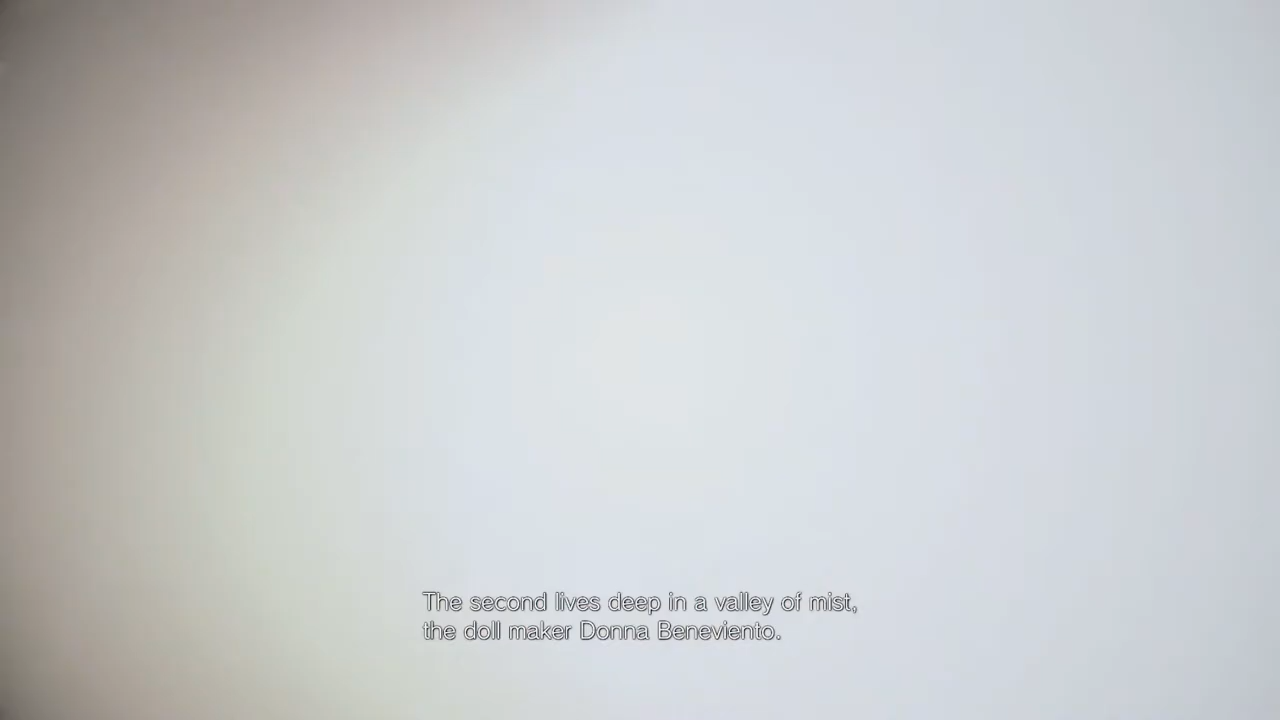 The second lives deep in a valley of mist,
the doll maker Donna Beneviento.